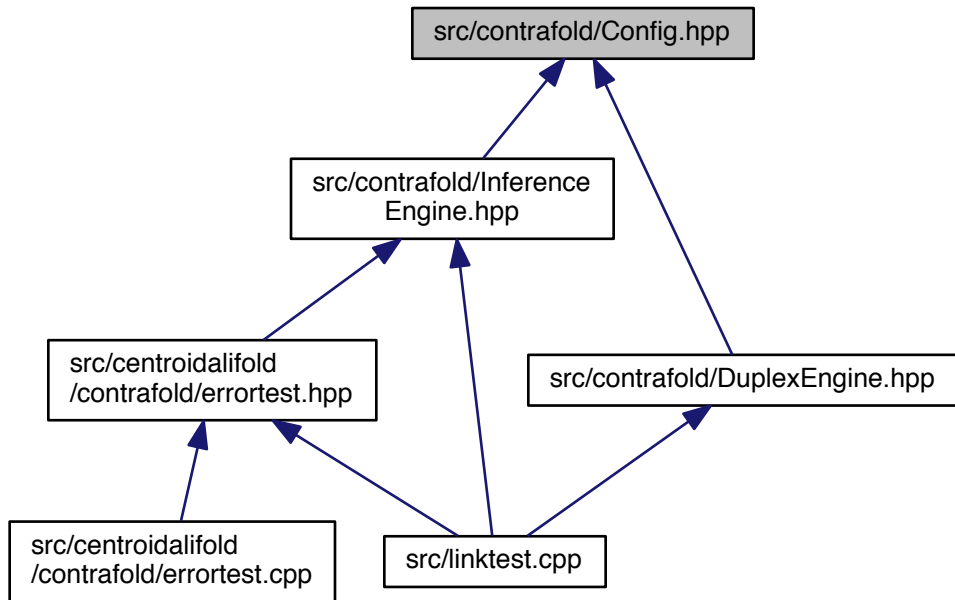 src/contrafold/Config.hpp
src/contrafold/Inference
Engine.hpp
src/centroidalifold
/contrafold/errortest.hpp
src/contrafold/DuplexEngine.hpp
src/centroidalifold
/contrafold/errortest.cpp
src/linktest.cpp